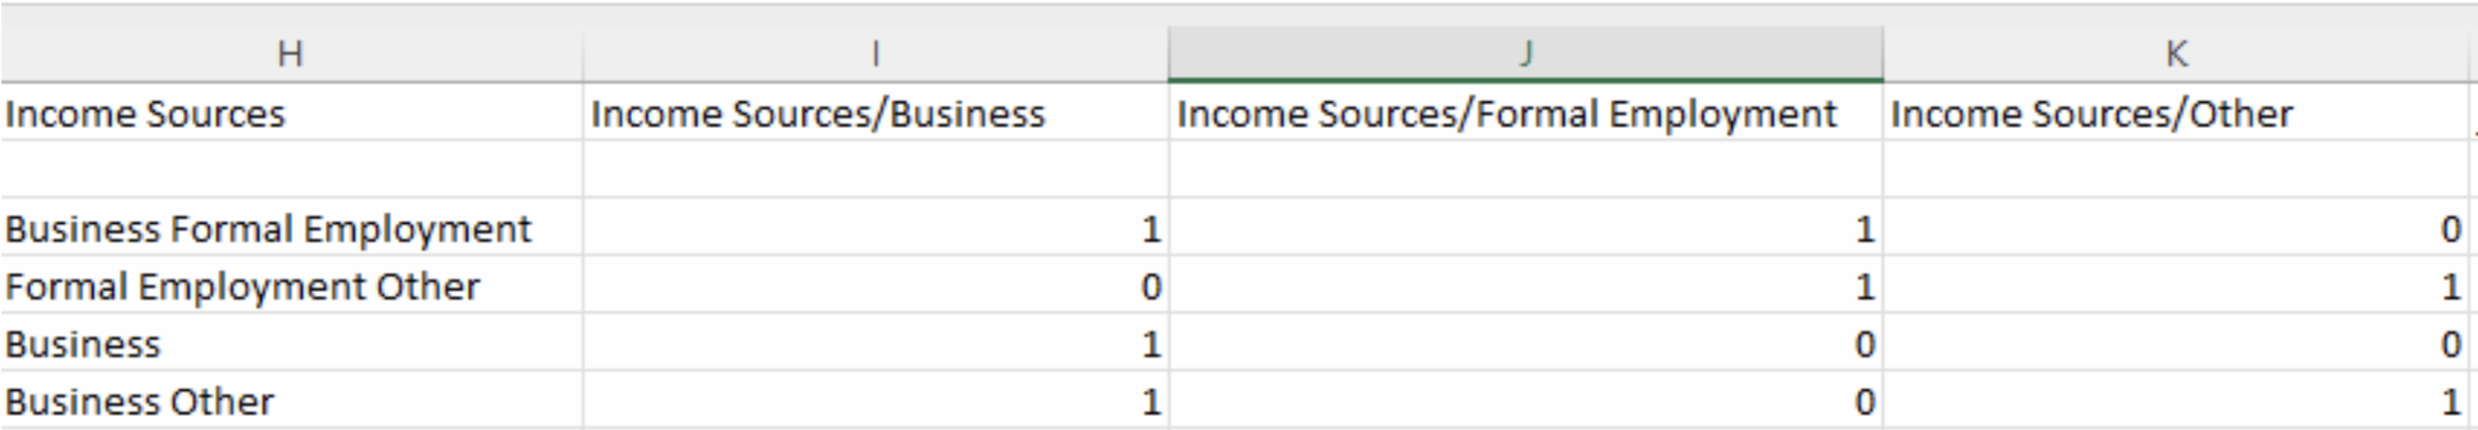 H I J K
Income Sources Income Sources/Business Income Sources/Formal Employment Income Sources/Other
Business Formal Employment 1 1 0
Formal Employment Other 0 1 1
Business 1 0 0
Business Other 1 0 1